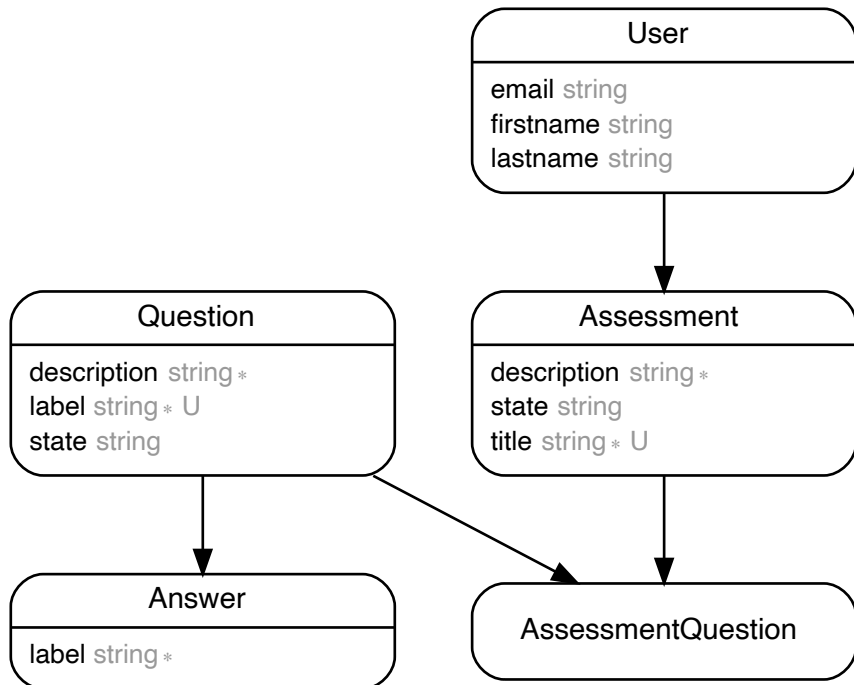 User
email string
firstname string
lastname string
Question
description string *
label string * U
state string
Assessment
description string *
state string
title string * U
Answer
label string *
AssessmentQuestion